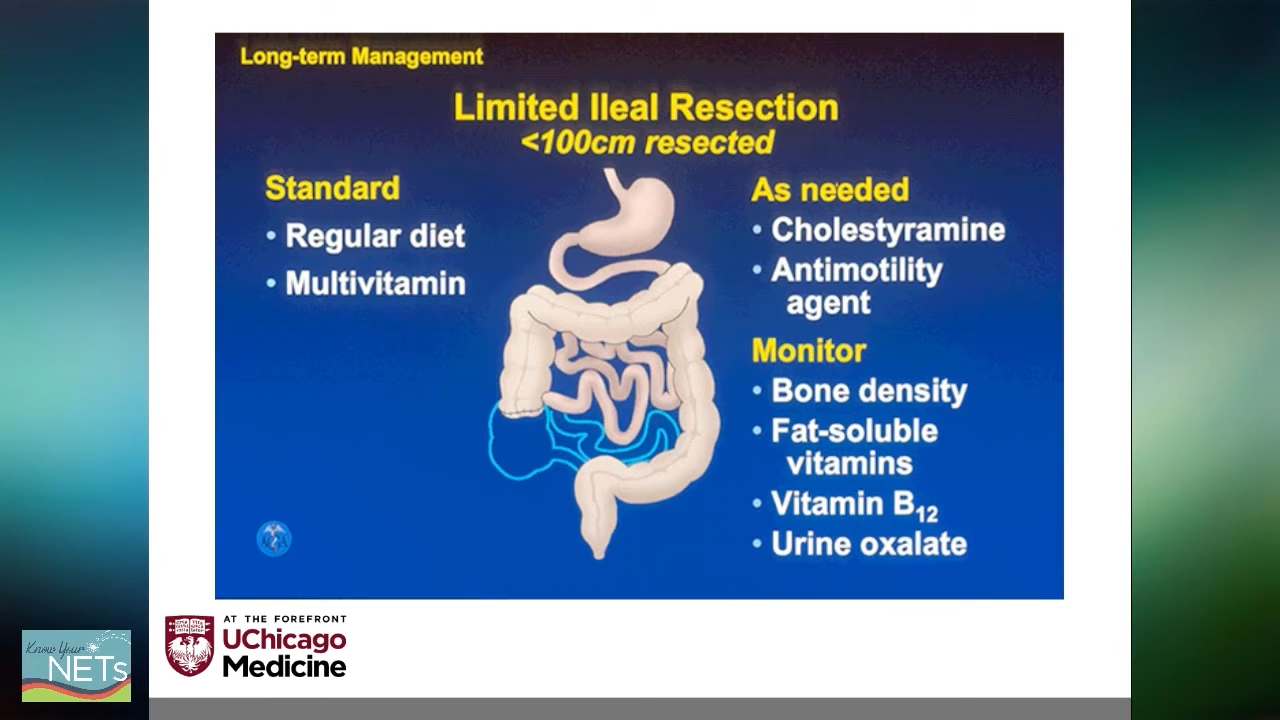 Long-term Management
Limited Ileal Resection
<100cm resected
Standard
• Regular diet
• Multivitamin
As needed
• Cholestyramine
• Antimotility
agent
Monitor
• Bone density
• Fat-soluble
vitamins
• Vitamin B12
• Urine oxalate
Know Your
NETs
AT THE FOREFRONT
UChicago
Medicine